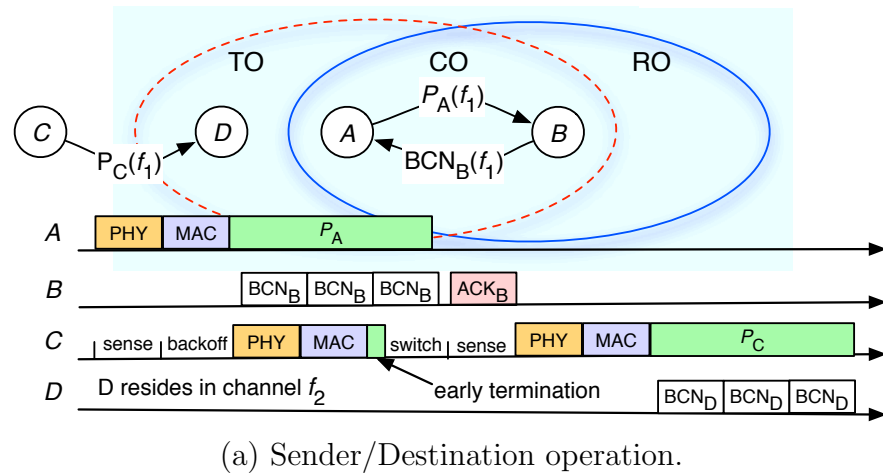 TO CO RO
C D A P_A(f_1) B
P_C(f_1) BCN_B(f_1)
A PHY MAC P_A
B BCN_B BCN_B BCN_B ACK_B
C sense backoff PHY MAC switch sense PHY MAC P_C
D D resides in channel f_2 early termination BCN_D BCN_D BCN_D
(a) Sender/Destination operation.